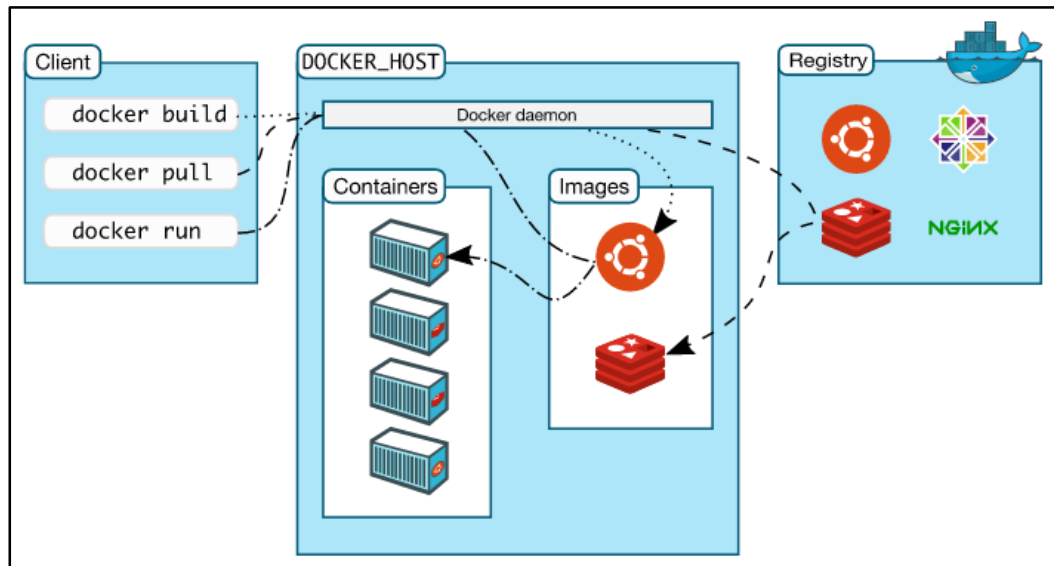 Client
docker build
docker pull
docker run
DOCKER_HOST
Docker daemon
Containers
Images
Registry
NGINX